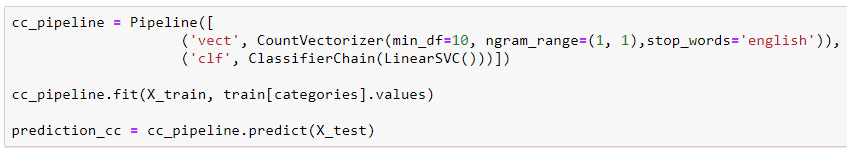 cc_pipeline = Pipeline([
('vect', CountVectorizer(min_df=10, ngram_range=(1, 1),stop_words='english')),
('clf', ClassifierChain(LinearSVC()))])
cc_pipeline.fit(X_train, train[categories].values)
prediction_cc = cc_pipeline.predict(X_test)